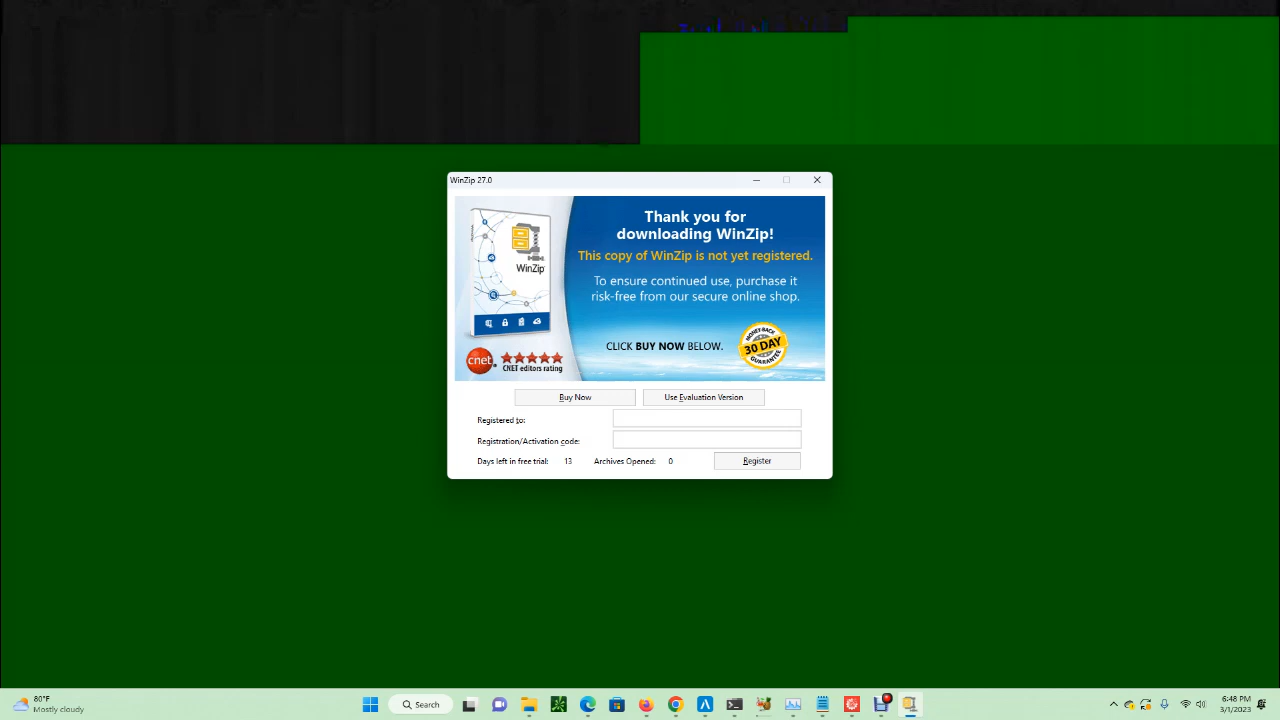 WinZip 27.0
Thank you for
downloading WinZip!
This copy of WinZip is not yet registered.
To ensure continued use, purchase it
risk-free from our secure online shop.
WinZip
CLICK BUY NOW BELOW.
MONEY-BACK
30 DAY
GUARANTEE
cnet
CNET editors rating
Buy Now
Use Evaluation Version
Registered to:
Registration/Activation code:
Days left in free trial: 13 Archives Opened: 0
Register
80°F
Mostly cloudy
Search
6:48 PM
3/1/2023